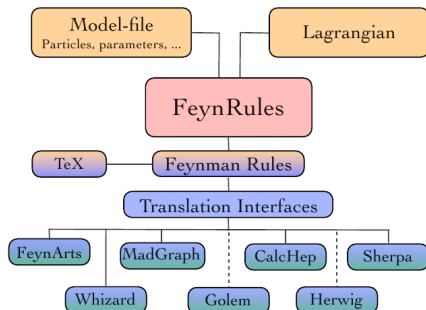 Model-file
Particles, parameters, ...
Lagrangian
FeynRules
TeX
Feynman Rules
Translation Interfaces
FeynArts
MadGraph
CalcHep
Sherpa
Whizard
Golem
Herwig